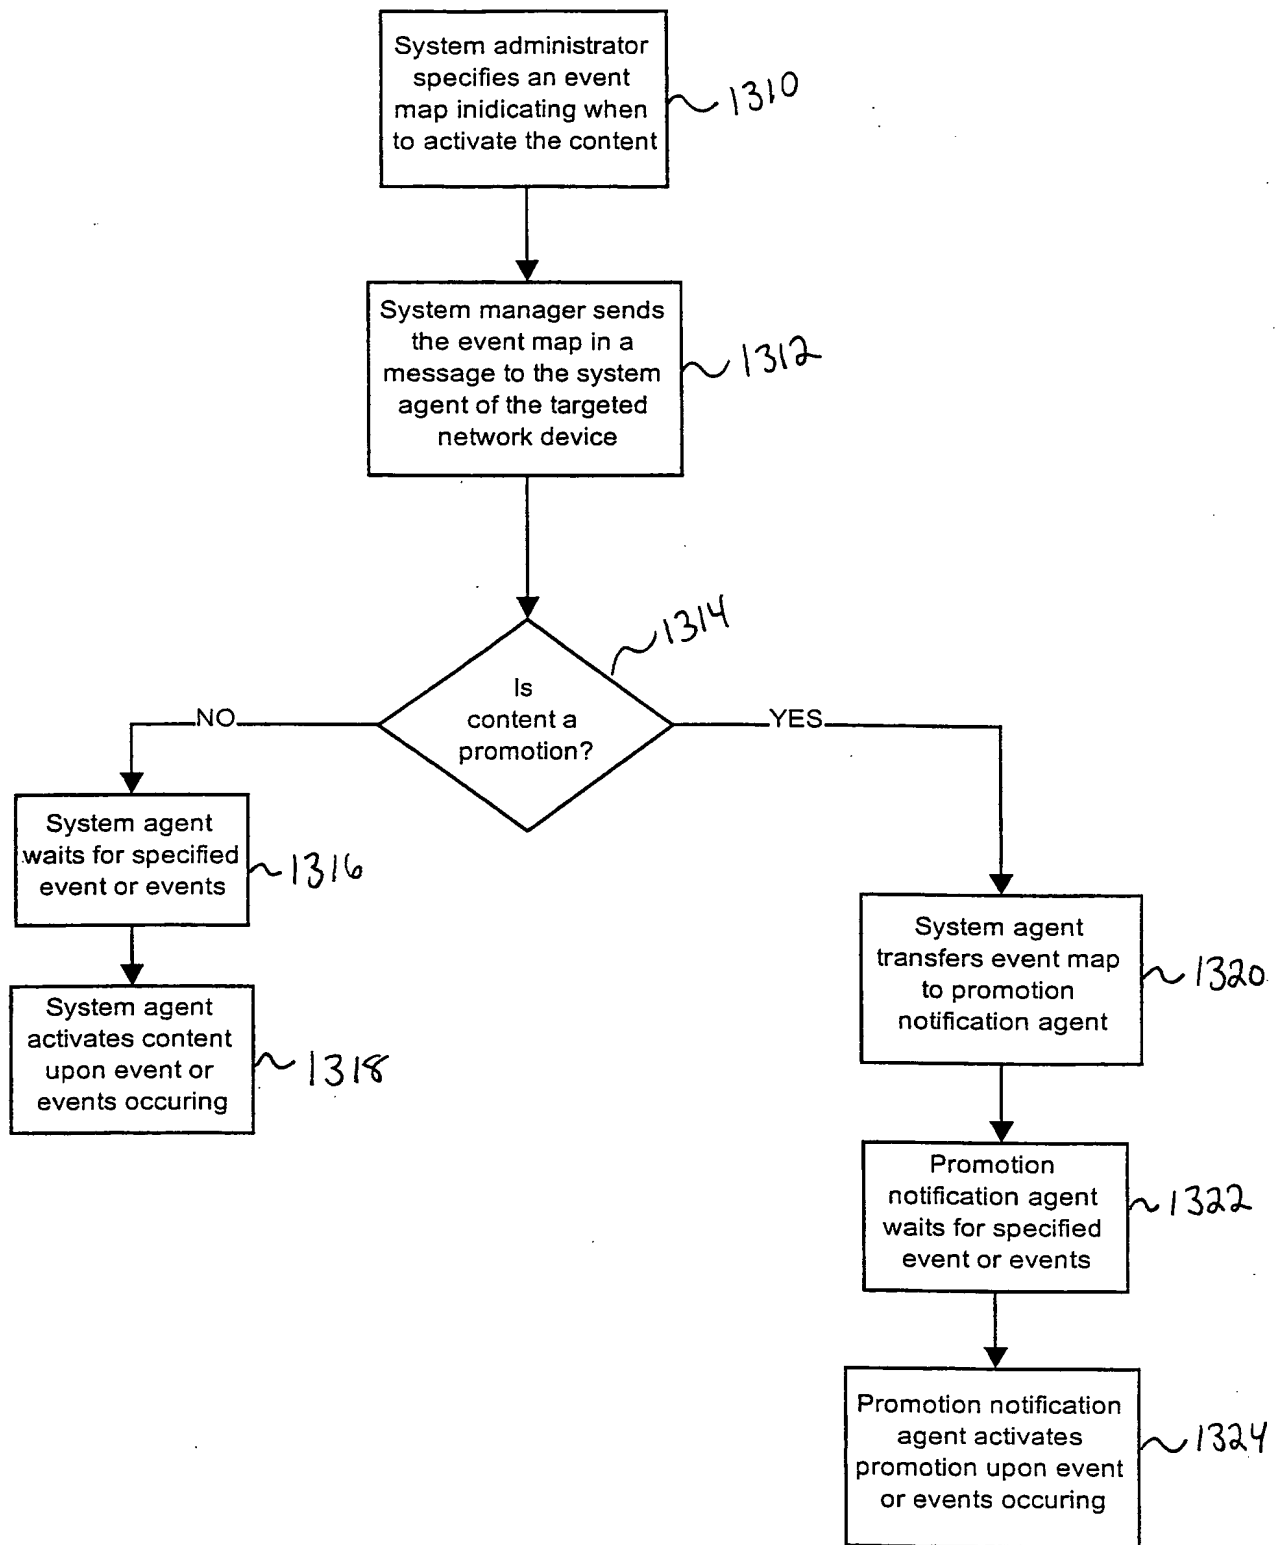 System administrator
specifies an event
map inidicating when
to activate the content
1310
System manager sends
the event map in a
message to the system
agent of the targeted
network device
1312
1314
Is
content a
promotion?
NO
YES
System agent
waits for specified
event or events
1316
System agent
activates content
upon event or
events occuring
1318
System agent
transfers event map
to promotion
notification agent
1320
Promotion
notification agent
waits for specified
event or events
1322
Promotion notification
agent activates
promotion upon event
or events occuring
1324